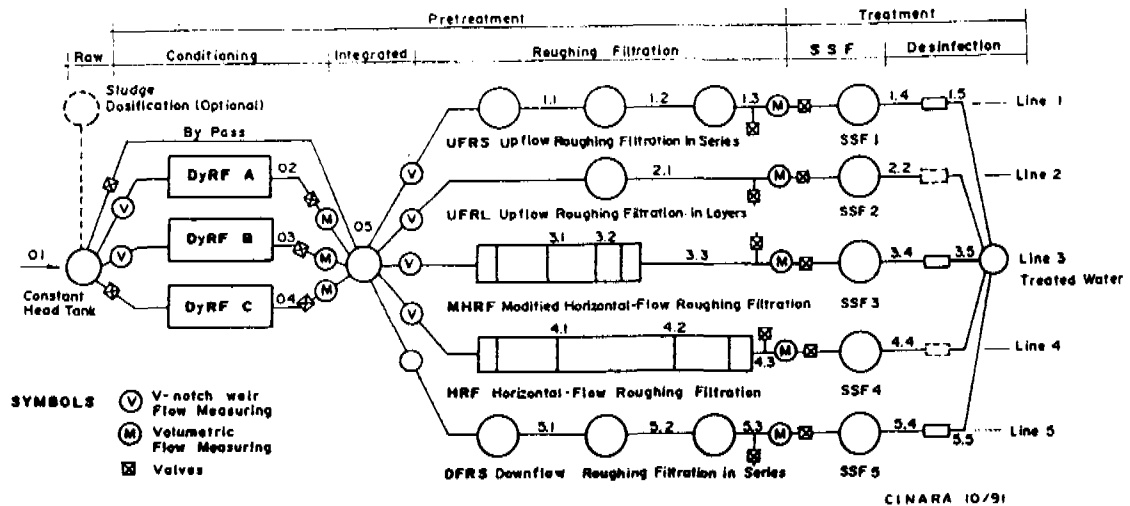 Pretreatment
Treatment
Raw
Conditioning
Integrated
Roughing Filtration
SSF
Desinfection
Sludge
Dosification (Optional)
By Pass
DyRF A
DyRF B
DyRF C
01
02
03
04
05
Constant
Head Tank
V
V
V
M
M
M
V
1.1
1.2
1.3
M
1.4
1.5
Line 1
UFRS Upflow Roughing Filtration in Series
SSF 1
V
2.1
M
2.2
Line 2
UFRL Upflow Roughing Filtration in Layers
SSF 2
V
3.1
3.2
3.3
M
3.4
3.5
Line 3
Treated Water
MHRF Modified Horizontal-Flow Roughing Filtration
SSF 3
V
4.1
4.2
4.3
M
4.4
Line 4
HRF Horizontal-Flow Roughing Filtration
SSF 4
5.1
5.2
5.3
M
5.4
5.5
Line 5
DFRS Downflow Roughing Filtration in Series
SSF 5
SYMBOLS
V V-notch weir
Flow Measuring
M Volumetric
Flow Measuring
Valves
CINARA 10/91